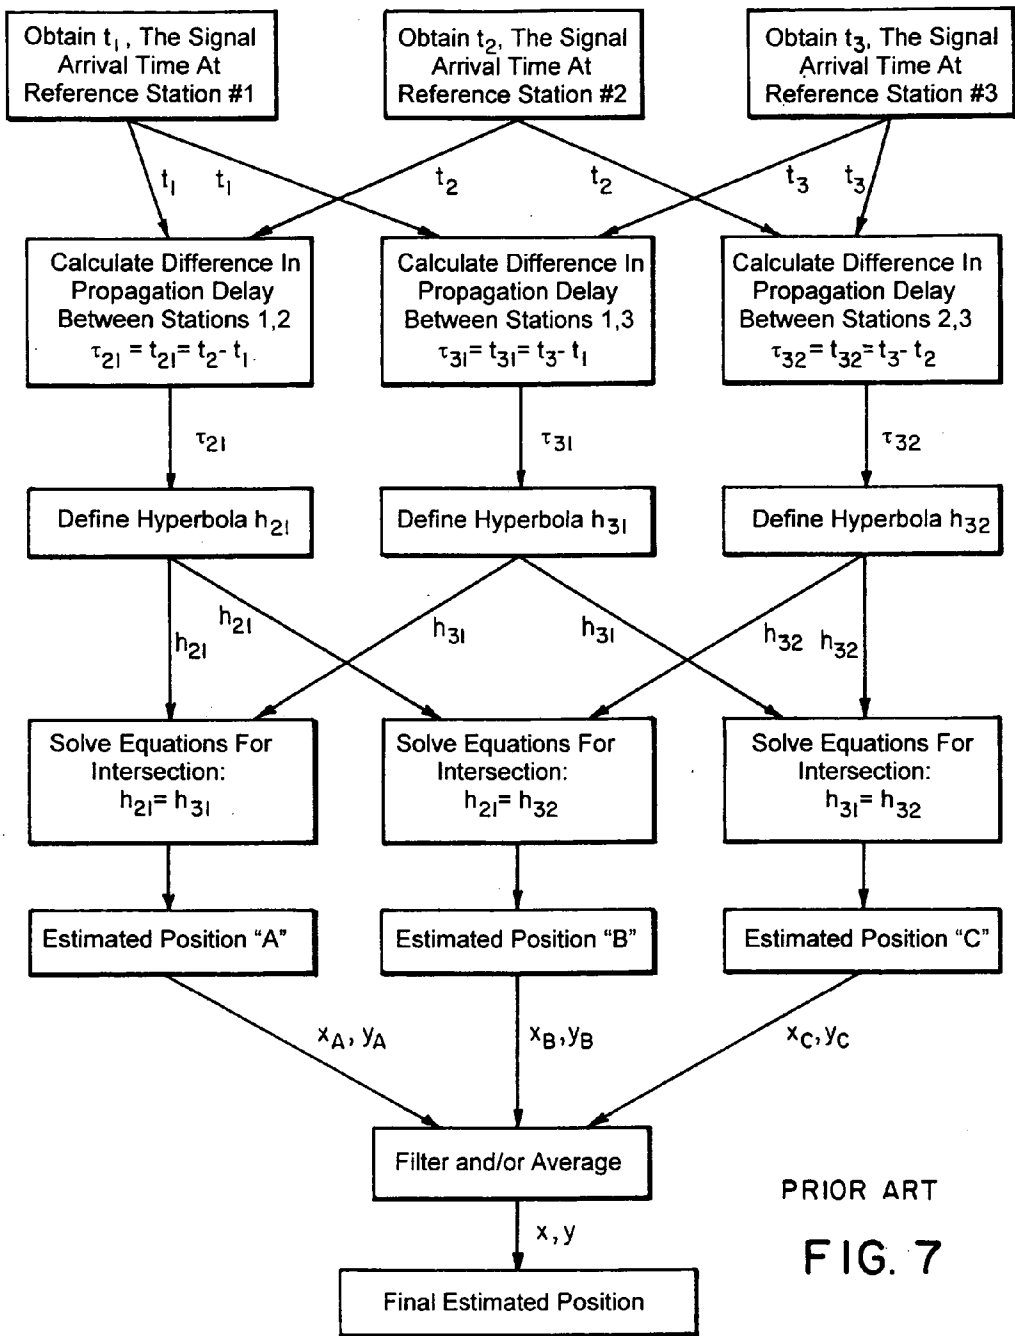 Obtain t₁, The Signal
Arrival Time At
Reference Station #1
Obtain t₂, The Signal
Arrival Time At
Reference Station #2
Obtain t₃, The Signal
Arrival Time At
Reference Station #3
t₁
t₁
t₂
t₂
t₃
t₃
Calculate Difference In
Propagation Delay
Between Stations 1,2
τ₂₁ = t₂₁ = t₂ - t₁
Calculate Difference In
Propagation Delay
Between Stations 1,3
τ₃₁ = t₃₁ = t₃ - t₁
Calculate Difference In
Propagation Delay
Between Stations 2,3
τ₃₂ = t₃₂ = t₃ - t₂
τ₂₁
τ₃₁
τ₃₂
Define Hyperbola h₂₁
Define Hyperbola h₃₁
Define Hyperbola h₃₂
h₂₁
h₂₁
h₃₁
h₃₁
h₃₂
h₃₂
Solve Equations For
Intersection:
h₂₁ = h₃₁
Solve Equations For
Intersection:
h₂₁ = h₃₂
Solve Equations For
Intersection:
h₃₁ = h₃₂
Estimated Position “A”
Estimated Position “B”
Estimated Position “C”
x_A, y_A
x_B, y_B
x_C, y_C
Filter and/or Average
x, y
Final Estimated Position
PRIOR ART
FIG. 7